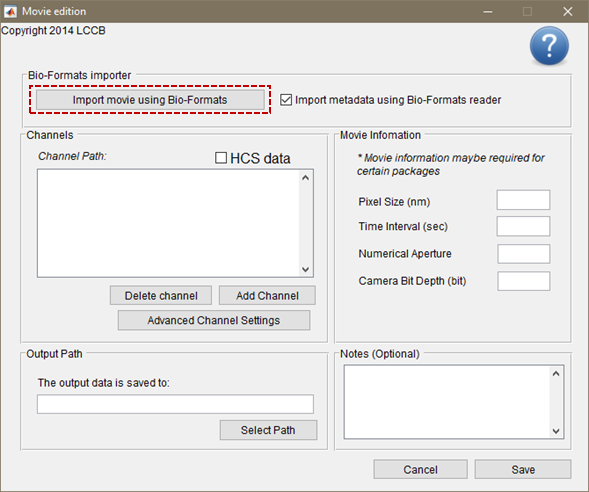 Movie edition
Copyright 2014 LCCB
?
Bio-Formats importer
Import movie using Bio-Formats
Import metadata using Bio-Formats reader
Channels
Channel Path:
HCS data
Delete channel
Add Channel
Advanced Channel Settings
Movie Infomation
* Movie information maybe required for
certain packages
Pixel Size (nm)
Time Interval (sec)
Numerical Aperture
Camera Bit Depth (bit)
Output Path
The output data is saved to:
Select Path
Notes (Optional)
Cancel
Save